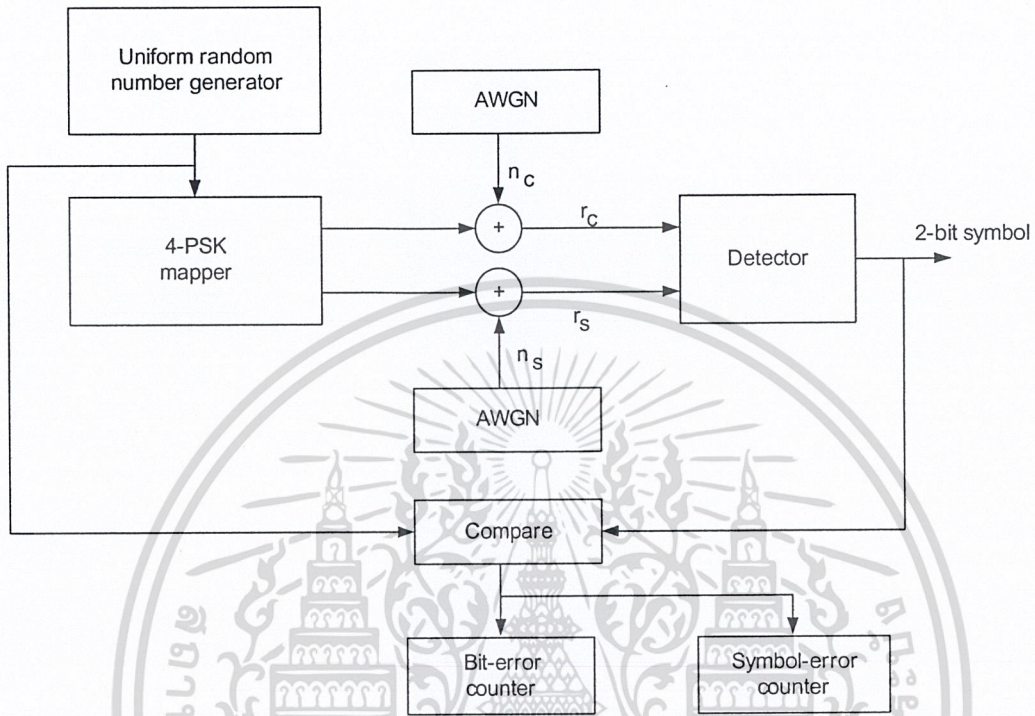 Uniform random
number generator
AWGN
n c
4-PSK
mapper
+
r c
Detector
2-bit symbol
+
r s
n s
AWGN
Compare
Bit-error
counter
Symbol-error
counter